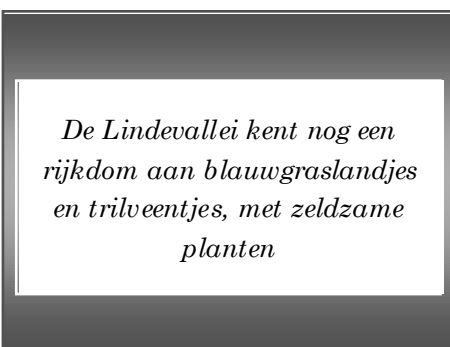 De Lindevallei kent nog een
rijkdom aan blauwgraslandjes
en trilveentjes, met zeldzame
planten